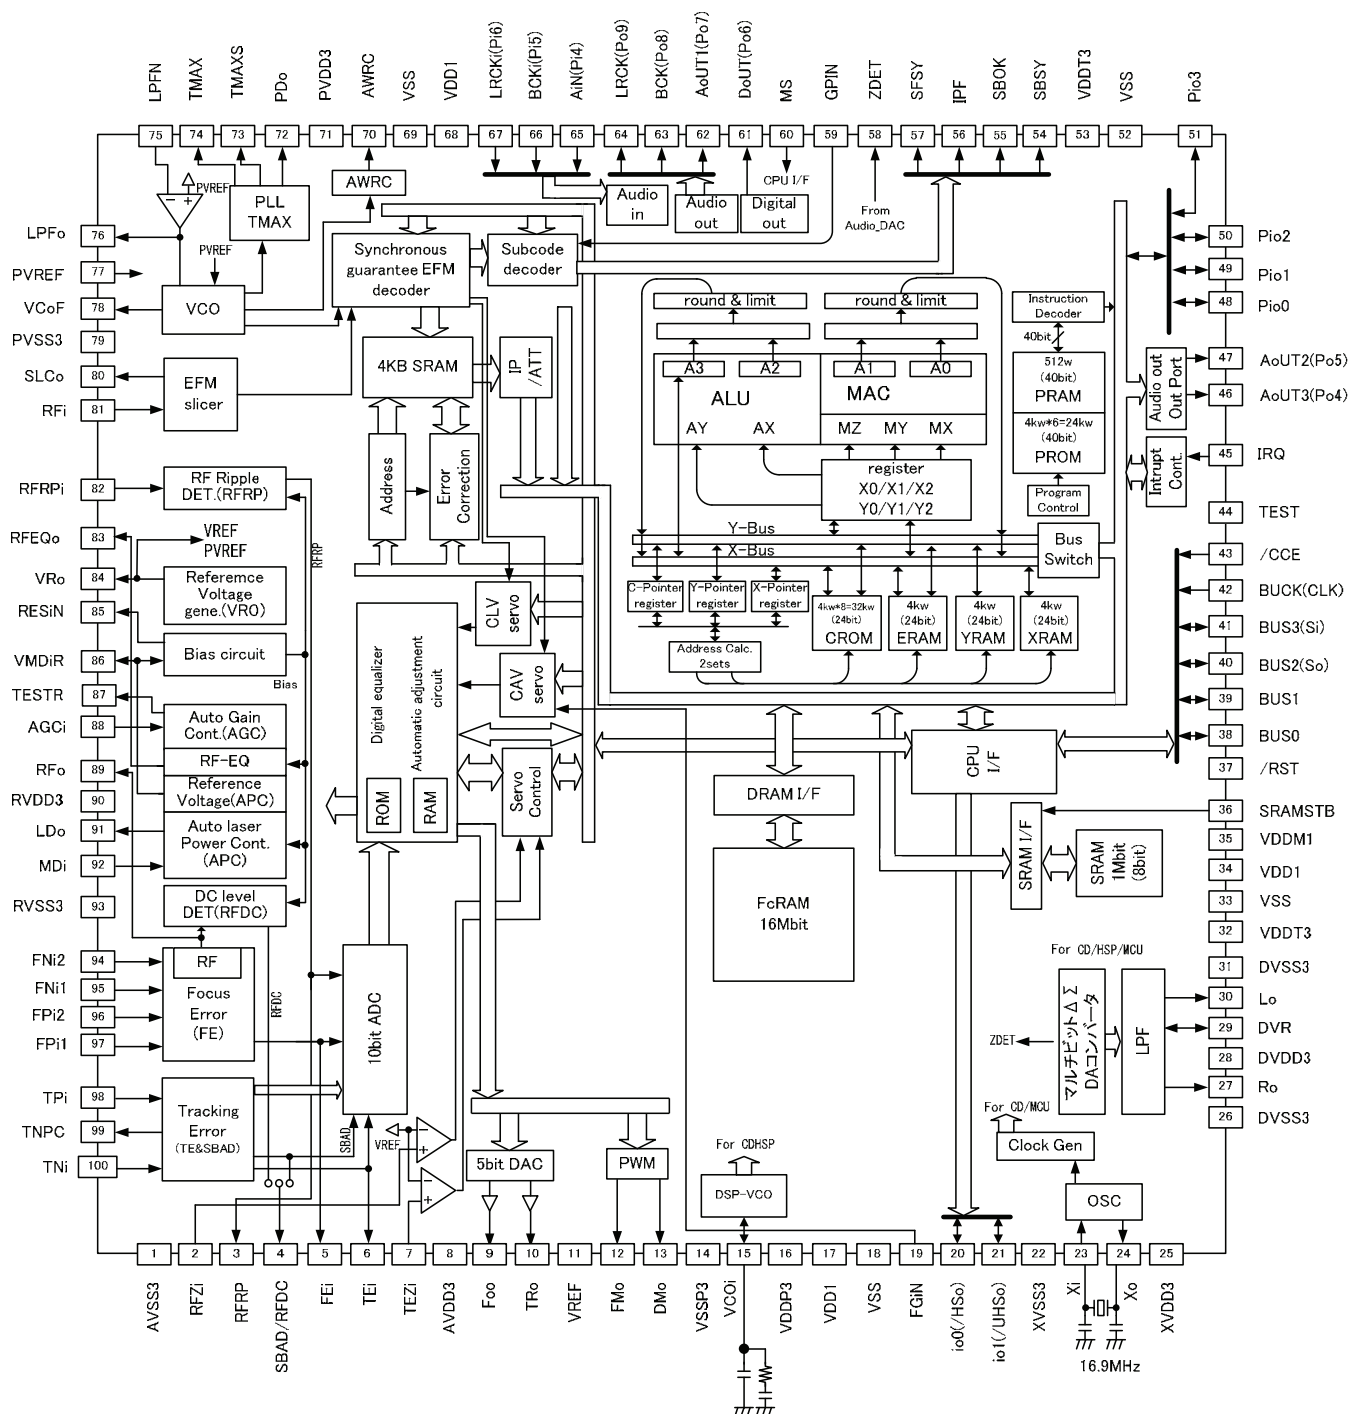 LPFN
TMAX
TMAXS
PDo
PVDD3
AWRC
VSS
VDD1
LRCKi(Pi6)
BCKi(Pi5)
AiN(Pi4)
LRCK(Po9)
BCK(Po8)
AoUT1(Po7)
DoUT(Po6)
MS
GPIN
ZDET
SFSY
IPF
SBOK
SBSY
VDDT3
VSS
Pio3
75
74
73
72
71
70
69
68
67
66
65
64
63
62
61
60
59
58
57
56
55
54
53
52
51
PVREF
PLL
TMAX
AWRC
CPU I/F
Audio
in
Audio
out
Digital
out
From
Audio_DAC
LPFo
76
PVREF
77
VCoF
78
PVSS3
79
SLCo
80
RFi
81
RFRPi
82
RFEQo
83
VRo
84
RESiN
85
VMDiR
86
TESTR
87
AGCi
88
RFo
89
RVDD3
90
LDo
91
MDi
92
RVSS3
93
FNi2
94
FNi1
95
FPi2
96
FPi1
97
TPi
98
TNPC
99
TNi
100
PVREF
VCO
Synchronous
guarantee EFM
decoder
Subcode
decoder
EFM
slicer
4KB SRAM
IP
/ATT
Address
Error
Correction
RF Ripple
DET.(RFRP)
VREF
PVREF
RFRP
Reference
Voltage
gene.(VRO)
Bias circuit
Bias
Auto Gain
Cont.(AGC)
RF-EQ
Reference
Voltage(APC)
Auto laser
Power Cont.
(APC)
DC level
DET(RFDC)
RF
Focus
Error
(FE)
RFDC
Tracking
Error
(TE&SBAD)
Digital equalizer
Automatic adjustment
circuit
ROM
RAM
CLV
servo
CAV
servo
Servo
Control
10bit ADC
SBAD
VREF
−
+
−
+
−
+
5bit DAC
PWM
round & limit
round & limit
A3
A2
A1
A0
ALU
MAC
AY
AX
MZ
MY
MX
register
X0/X1/X2
Y0/Y1/Y2
Y-Bus
X-Bus
Bus
Switch
Instruction
Decoder
40bit
512w
(40bit)
PRAM
4kw*6=24kw
(40bit)
PROM
Program
Control
C-Pointer
register
Y-Pointer
register
X-Pointer
register
4kw*8=32kw
(24bit)
CROM
4kw
(24bit)
ERAM
4kw
(24bit)
YRAM
4kw
(24bit)
XRAM
Address Calc.
2sets
Audio out
Out Port
Intrupt
Cont.
CPU
I/F
DRAM I/F
FcRAM
16Mbit
SRAM I/F
SRAM
1Mbit
(8bit)
For CD/HSP/MCU
ZDET
マルチビットΔΣ
DAコンバータ
LPF
For CD/MCU
Clock Gen
OSC
For CDHSP
DSP-VCO
50
Pio2
49
Pio1
48
Pio0
47
AoUT2(Po5)
46
AoUT3(Po4)
45
IRQ
44
TEST
43
/CCE
42
BUCK(CLK)
41
BUS3(Si)
40
BUS2(So)
39
BUS1
38
BUS0
37
/RST
36
SRAMSTB
35
VDDM1
34
VDD1
33
VSS
32
VDDT3
31
DVSS3
30
Lo
29
DVR
28
DVDD3
27
Ro
26
DVSS3
1
2
3
4
5
6
7
8
9
10
11
12
13
14
15
16
17
18
19
20
21
22
23
24
25
AVSS3
RFZi
RFRP
SBAD/RFDC
FEi
TEi
TEZi
AVDD3
Foo
TRo
VREF
FMo
DMo
VSSP3
VCOi
VDDP3
VDD1
VSS
FGiN
io0(/HSo)
io1(/UHSo)
XVSS3
Xi
Xo
XVDD3
16.9MHz